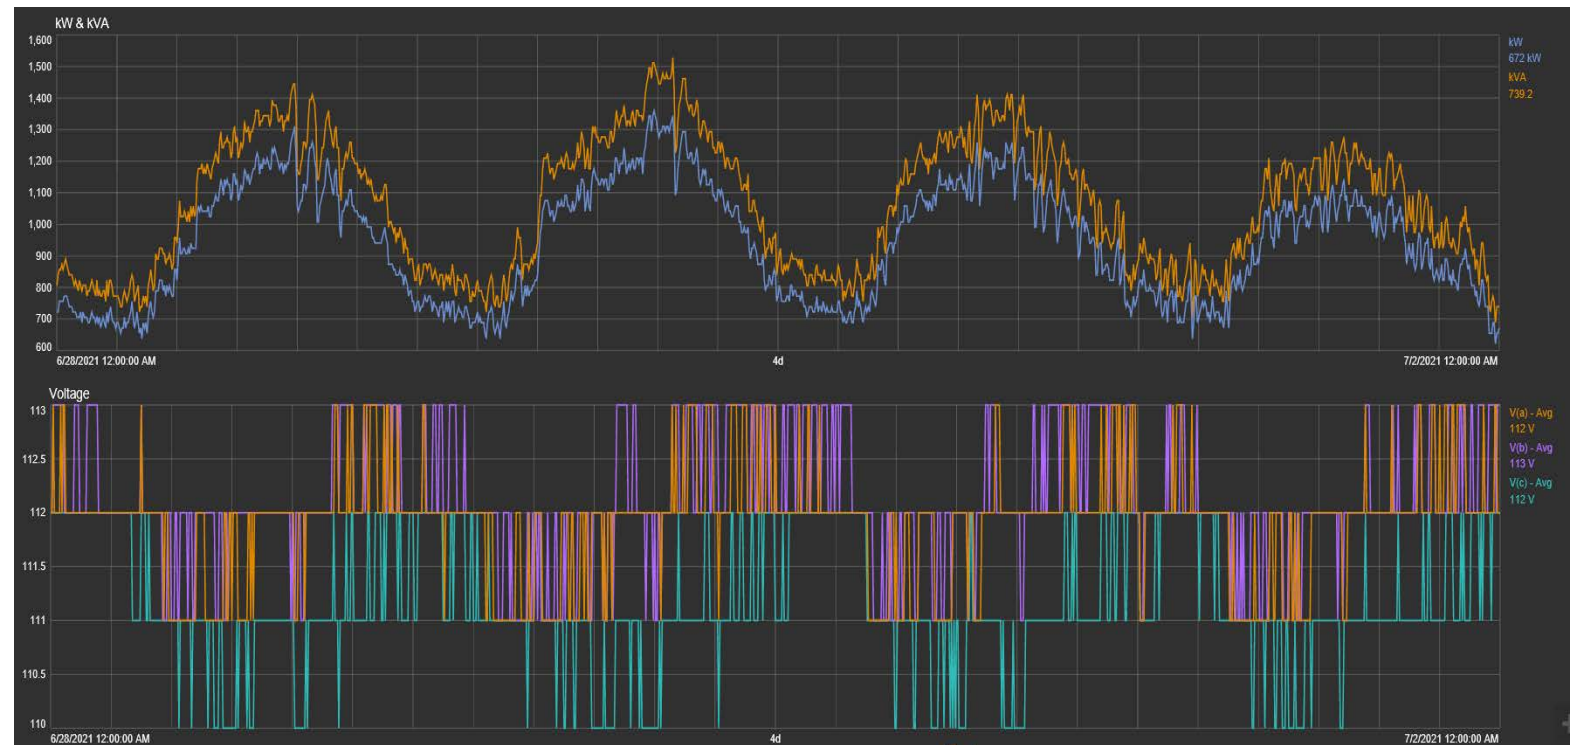 kW & kVA
1,600
1,500
1,400
1,300
1,200
1,100
1,000
900
800
700
600
6/28/2021 12:00:00 AM
4d
7/2/2021 12:00:00 AM
kW
672 kW
kVA
739.2
Voltage
113
112.5
112
111.5
111
110.5
110
6/28/2021 12:00:00 AM
4d
7/2/2021 12:00:00 AM
V(a) - Avg
112 V
V(b) - Avg
113 V
V(c) - Avg
112 V